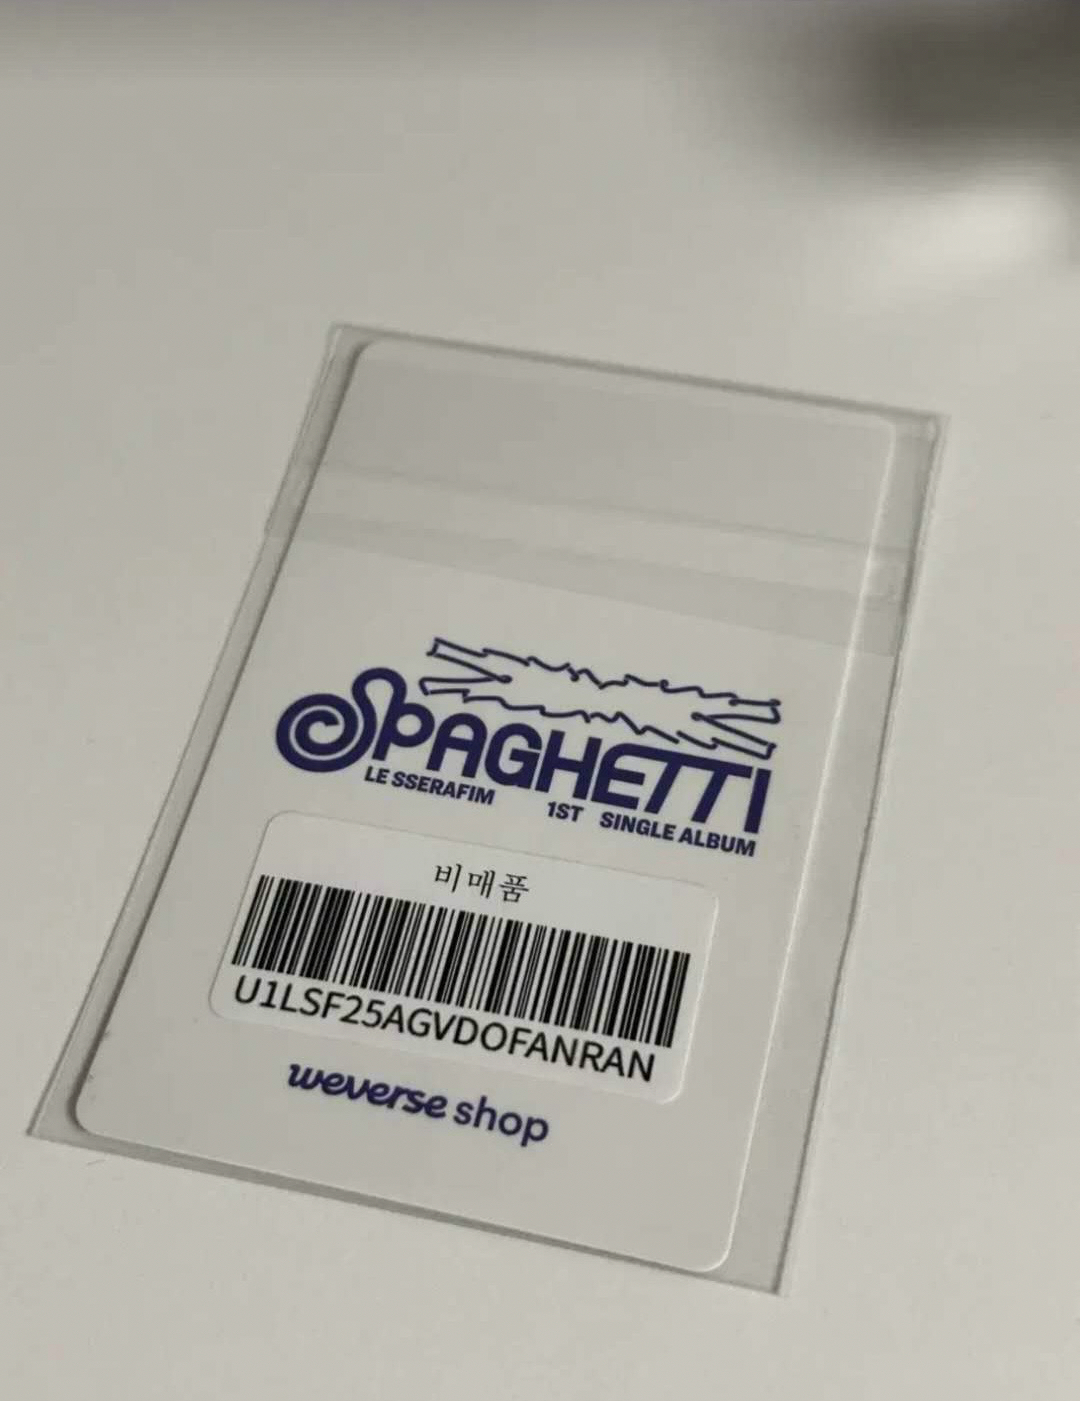 SPAGHETTI
LE SSERAFIM 1ST SINGLE ALBUM
비매품
U1LSF25AGVDOFANRAN
weverse shop